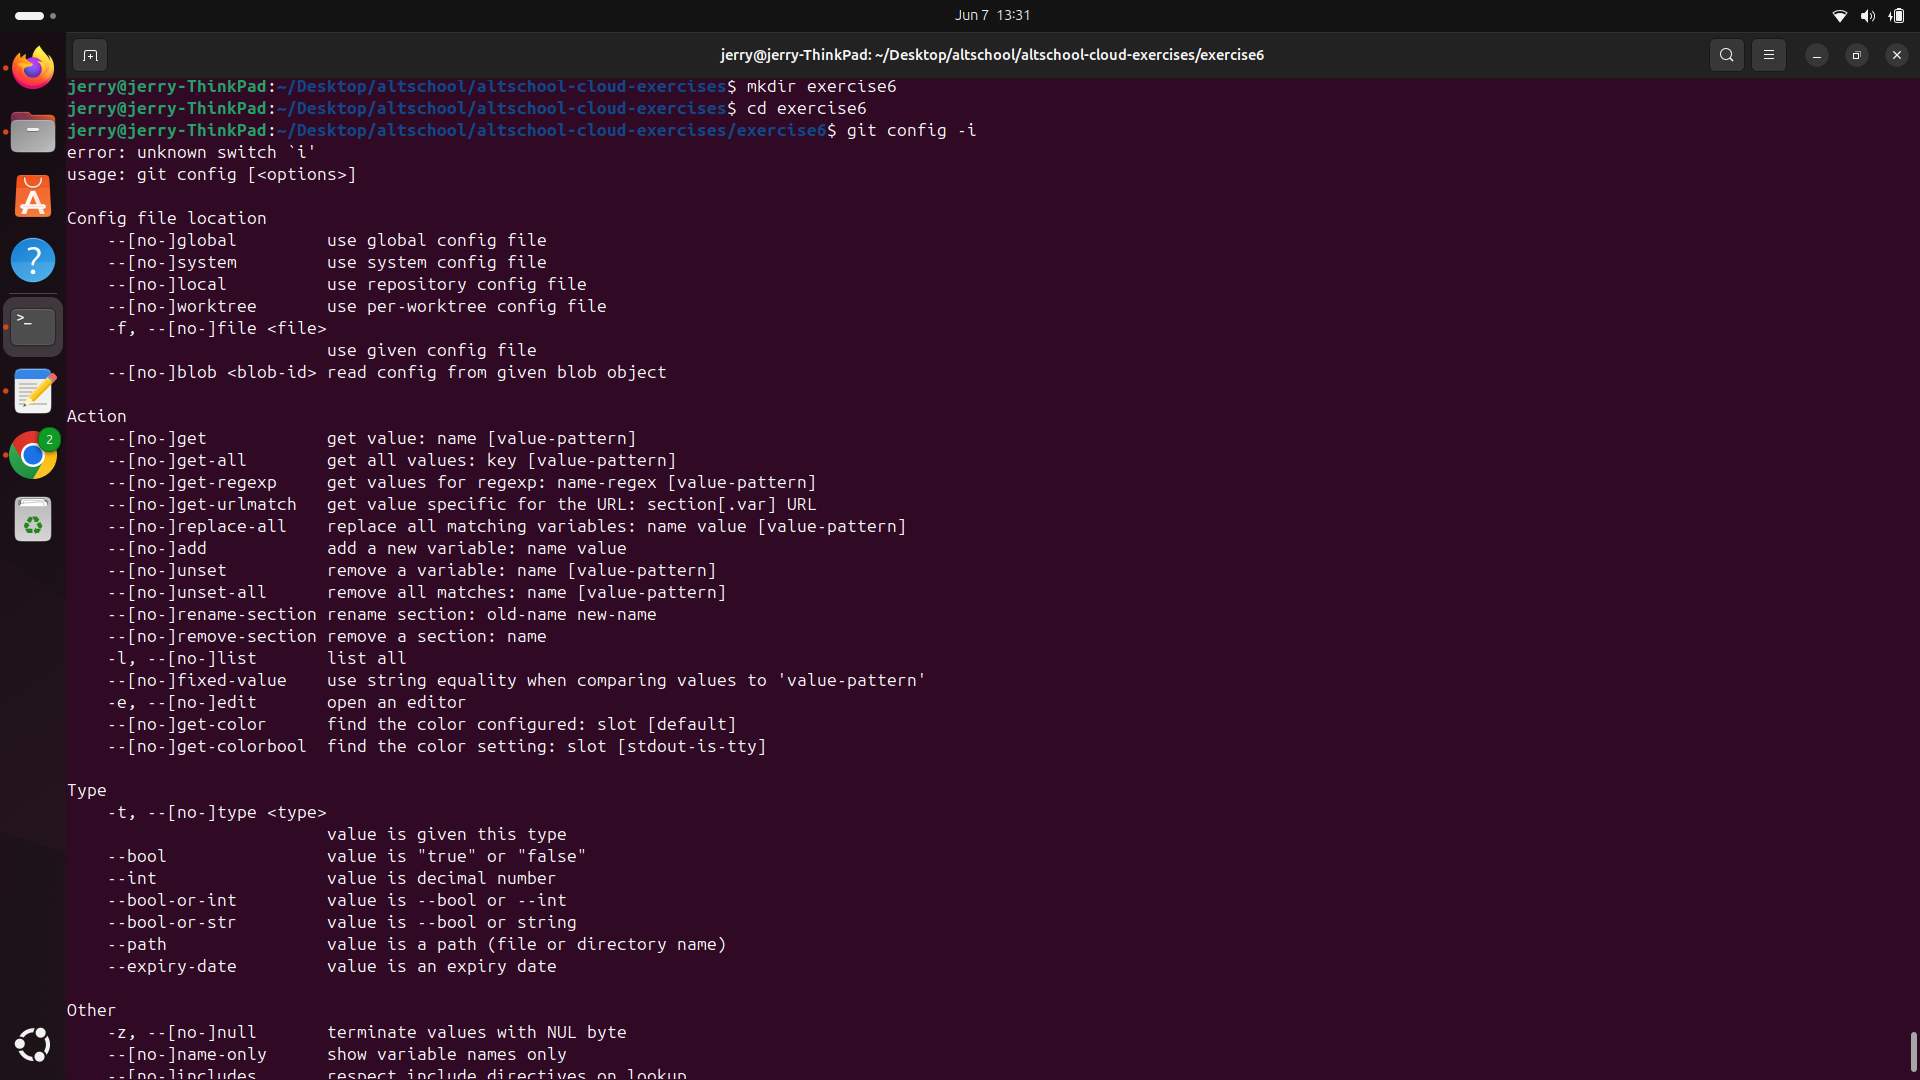 Jun 7 13:31
jerry@jerry-ThinkPad: ~/Desktop/altschool/altschool-cloud-exercises/exercise6
jerry@jerry-ThinkPad:~/Desktop/altschool/altschool-cloud-exercises$ mkdir exercise6
jerry@jerry-ThinkPad:~/Desktop/altschool/altschool-cloud-exercises$ cd exercise6
jerry@jerry-ThinkPad:~/Desktop/altschool/altschool-cloud-exercises/exercise6$ git config -i
error: unknown switch `i'
usage: git config [<options>]
Config file location
--[no-]global use global config file
--[no-]system use system config file
--[no-]local use repository config file
--[no-]worktree use per-worktree config file
-f, --[no-]file <file>
use given config file
--[no-]blob <blob-id> read config from given blob object
Action
--[no-]get get value: name [value-pattern]
--[no-]get-all get all values: key [value-pattern]
--[no-]get-regexp get values for regexp: name-regex [value-pattern]
--[no-]get-urlmatch get value specific for the URL: section[.var] URL
--[no-]replace-all replace all matching variables: name value [value-pattern]
--[no-]add add a new variable: name value
--[no-]unset remove a variable: name [value-pattern]
--[no-]unset-all remove all matches: name [value-pattern]
--[no-]rename-section rename section: old-name new-name
--[no-]remove-section remove a section: name
-l, --[no-]list list all
--[no-]fixed-value use string equality when comparing values to 'value-pattern'
-e, --[no-]edit open an editor
--[no-]get-color find the color configured: slot [default]
--[no-]get-colorbool find the color setting: slot [stdout-is-tty]
Type
-t, --[no-]type <type>
value is given this type
--bool value is "true" or "false"
--int value is decimal number
--bool-or-int value is --bool or --int
--bool-or-str value is --bool or string
--path value is a path (file or directory name)
--expiry-date value is an expiry date
Other
-z, --[no-]null terminate values with NUL byte
--[no-]name-only show variable names only
--[no-]includes respect include directives on lookup
2